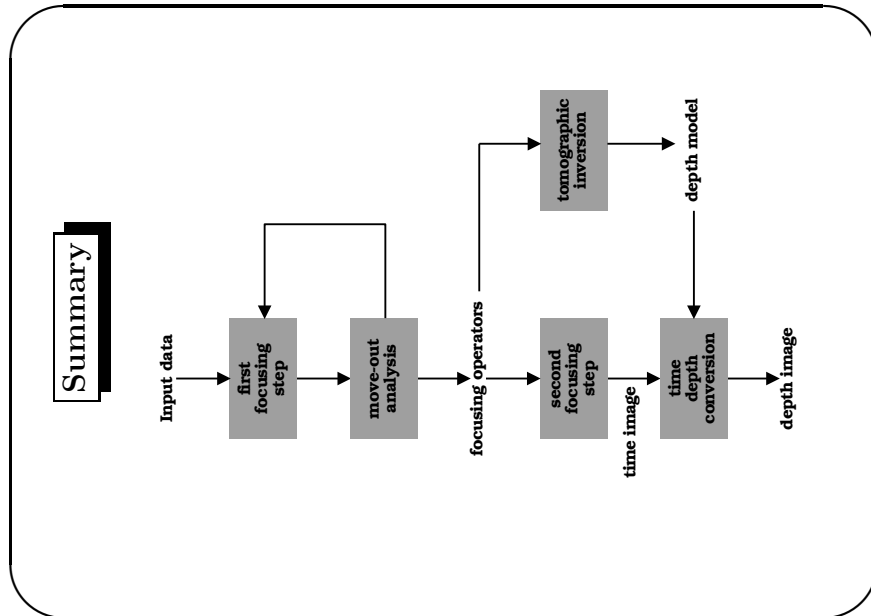 Summary
Input data
first
focusing
step
move-out
analysis
focusing operators
second
focusing
step
tomographic
inversion
time image
depth model
time
depth
conversion
depth image